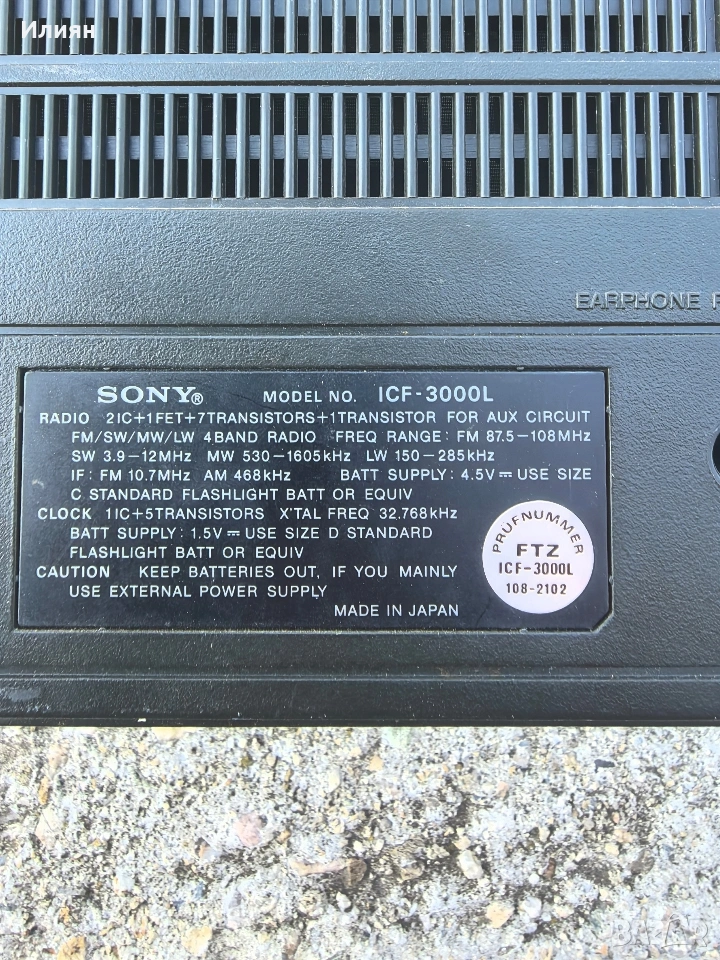 Илиян
EARPHONE
SONY® MODEL NO. ICF-3000L
RADIO 2IC+1FET+7TRANSISTORS+1TRANSISTOR FOR AUX CIRCUIT
FM/SW/MW/LW 4BAND RADIO FREQ RANGE: FM 87.5-108MHz
SW 3.9-12MHz MW 530-1605kHz LW 150-285kHz
IF: FM 10.7MHz AM 468kHz BATT SUPPLY: 4.5V⎓USE SIZE
C STANDARD FLASHLIGHT BATT OR EQUIV
CLOCK 1IC+5TRANSISTORS X'TAL FREQ 32.768kHz
BATT SUPPLY: 1.5V⎓USE SIZE D STANDARD
FLASHLIGHT BATT OR EQUIV
CAUTION KEEP BATTERIES OUT, IF YOU MAINLY
USE EXTERNAL POWER SUPPLY
MADE IN JAPAN
PRÜFNUMMER
FTZ
ICF-3000L
108-2102
BAZAR